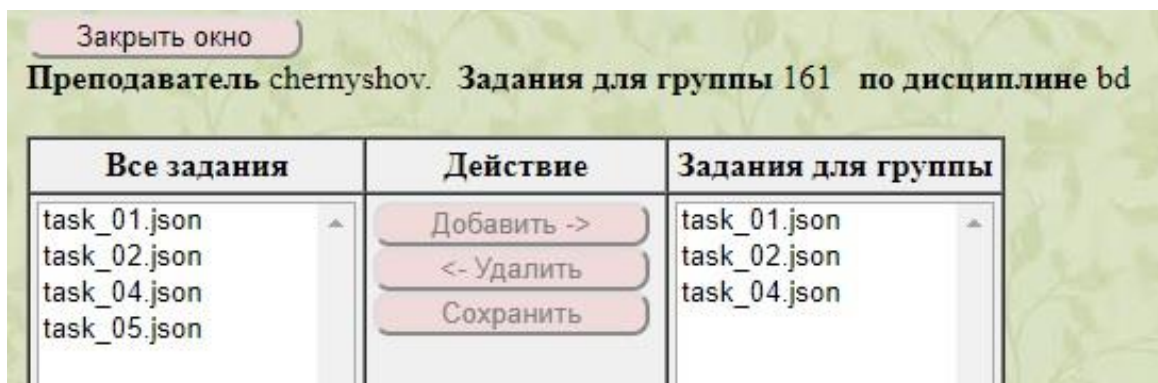 Закрыть окно
Преподаватель chernyshov. Задания для группы 161 по дисциплине bd
Все задания Действие Задания для группы
task_01.json Добавить -> task_01.json
task_02.json <- Удалить task_02.json
task_04.json Сохранить task_04.json
task_05.json